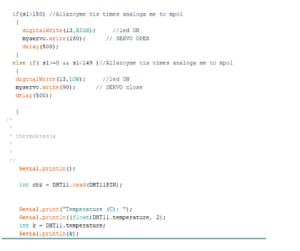 if(s1>150) //Allazoyme tis times analoga me to mpol
{
digitalWrite(13,HIGH); //led ON
myservo.write(180); // SERVO OPEN
delay(500);
}
else if( s1>=0 && s1<149 )//Allazoyme tis times analoga me to mpol
{
digitalWrite(13,LOW); //led ON
myservo.write(90); // SERVO close
delay(500);
}
/*
*
* thermokrasia
*
*
*/
Serial.println();
int chk = DHT11.read(DHT11PIN);
Serial.print("Temperature (C): ");
Serial.println((float)DHT11.temperature, 2);
int k = DHT11.temperature;
Serial.println(k);